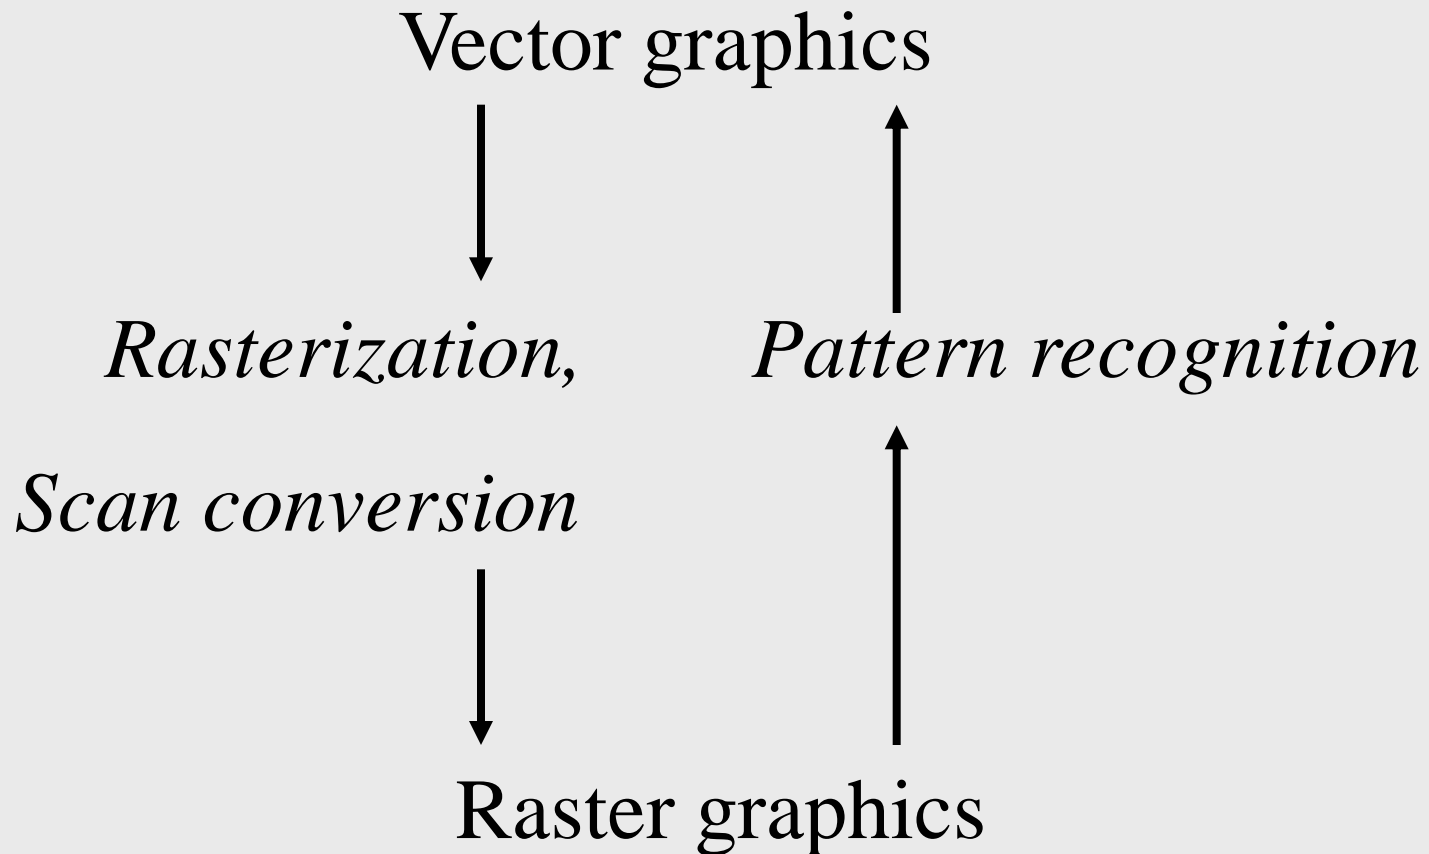 Vector graphics
Rasterization,
Pattern recognition
Scan conversion
Raster graphics